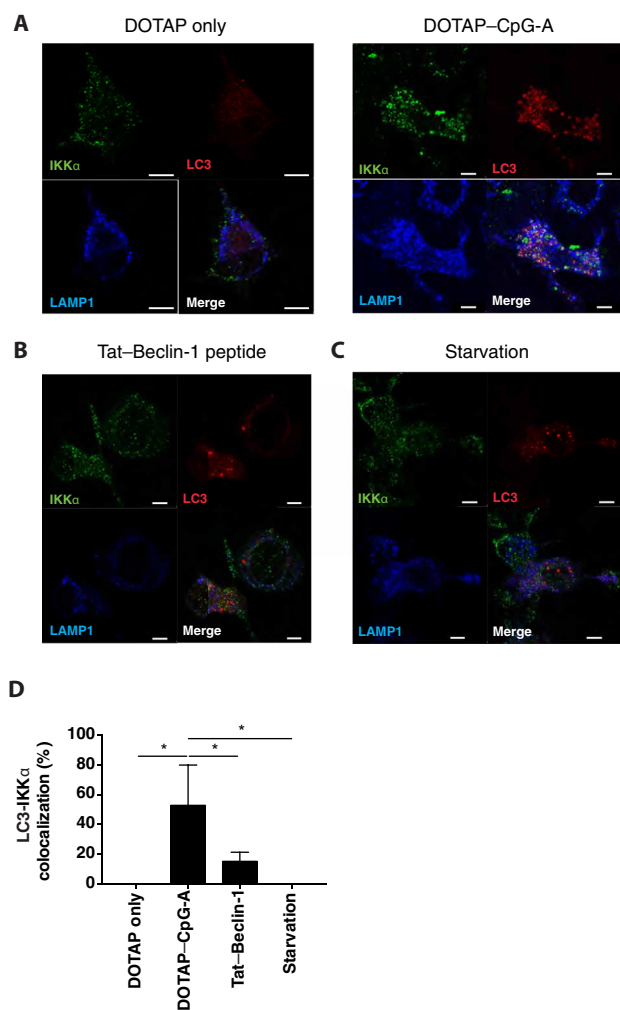 A
DOTAP only
DOTAP–CpG-A
IKKα
LC3
LAMP1
Merge
IKKα
LC3
LAMP1
Merge
B
Tat–Beclin-1 peptide
C
Starvation
IKKα
LC3
LAMP1
Merge
IKKα
LC3
LAMP1
Merge
D
LC3-IKKα
colocalization (%)
100
80
60
40
20
0
*
*
*
DOTAP only
DOTAP–CpG-A
Tat–Beclin-1
Starvation